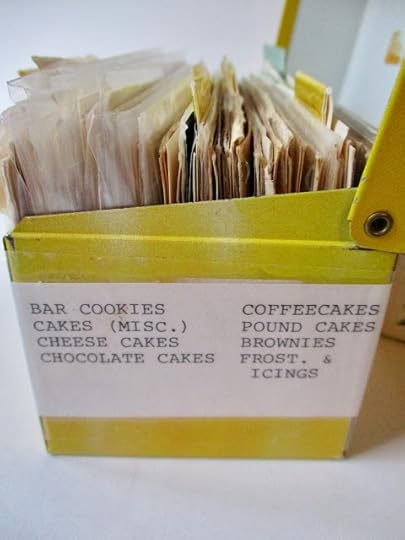 BAR COOKIES
CAKES (MISC.)
CHEESE CAKES
CHOCOLATE CAKES
COFFEECAKES
POUND CAKES
BROWNIES
FROST. &
ICINGS